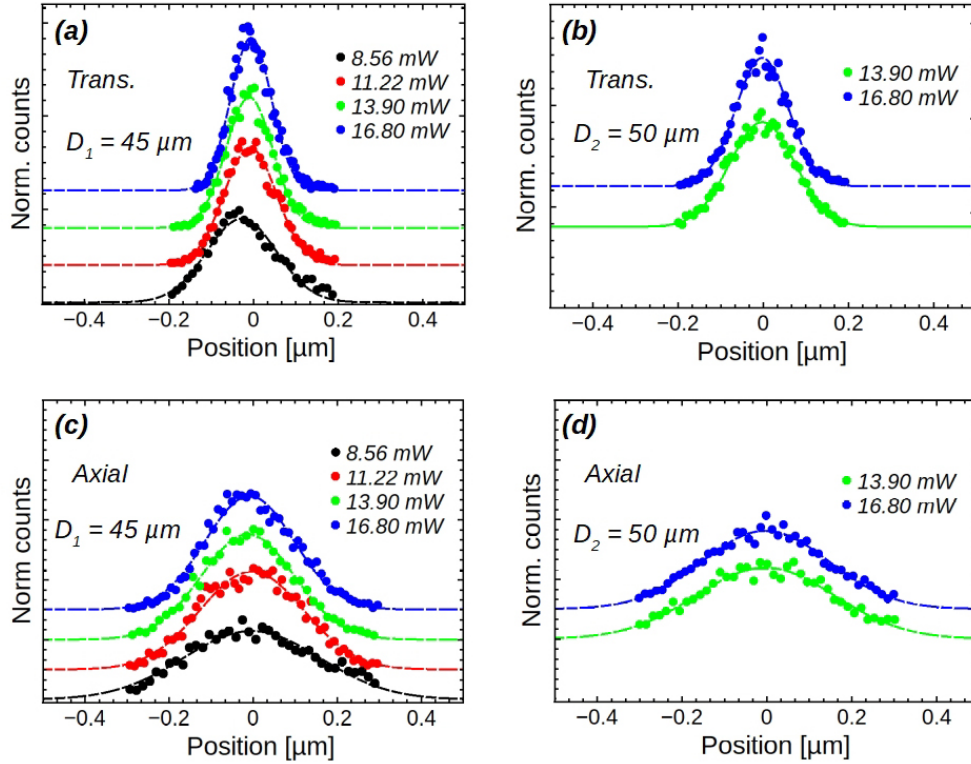 (a)
Trans.
D1 = 45 µm
8.56 mW
11.22 mW
13.90 mW
16.80 mW
Norm. counts
−0.4 −0.2 0 0.2 0.4
Position [µm]
(b)
Trans.
D2 = 50 µm
13.90 mW
16.80 mW
Norm. counts
−0.4 −0.2 0 0.2 0.4
Position [µm]
(c)
Axial
D1 = 45 µm
8.56 mW
11.22 mW
13.90 mW
16.80 mW
Norm counts
−0.4 −0.2 0 0.2 0.4
Position [µm]
(d)
Axial
D2 = 50 µm
13.90 mW
16.80 mW
Norm. counts
−0.4 −0.2 0 0.2 0.4
Position [µm]